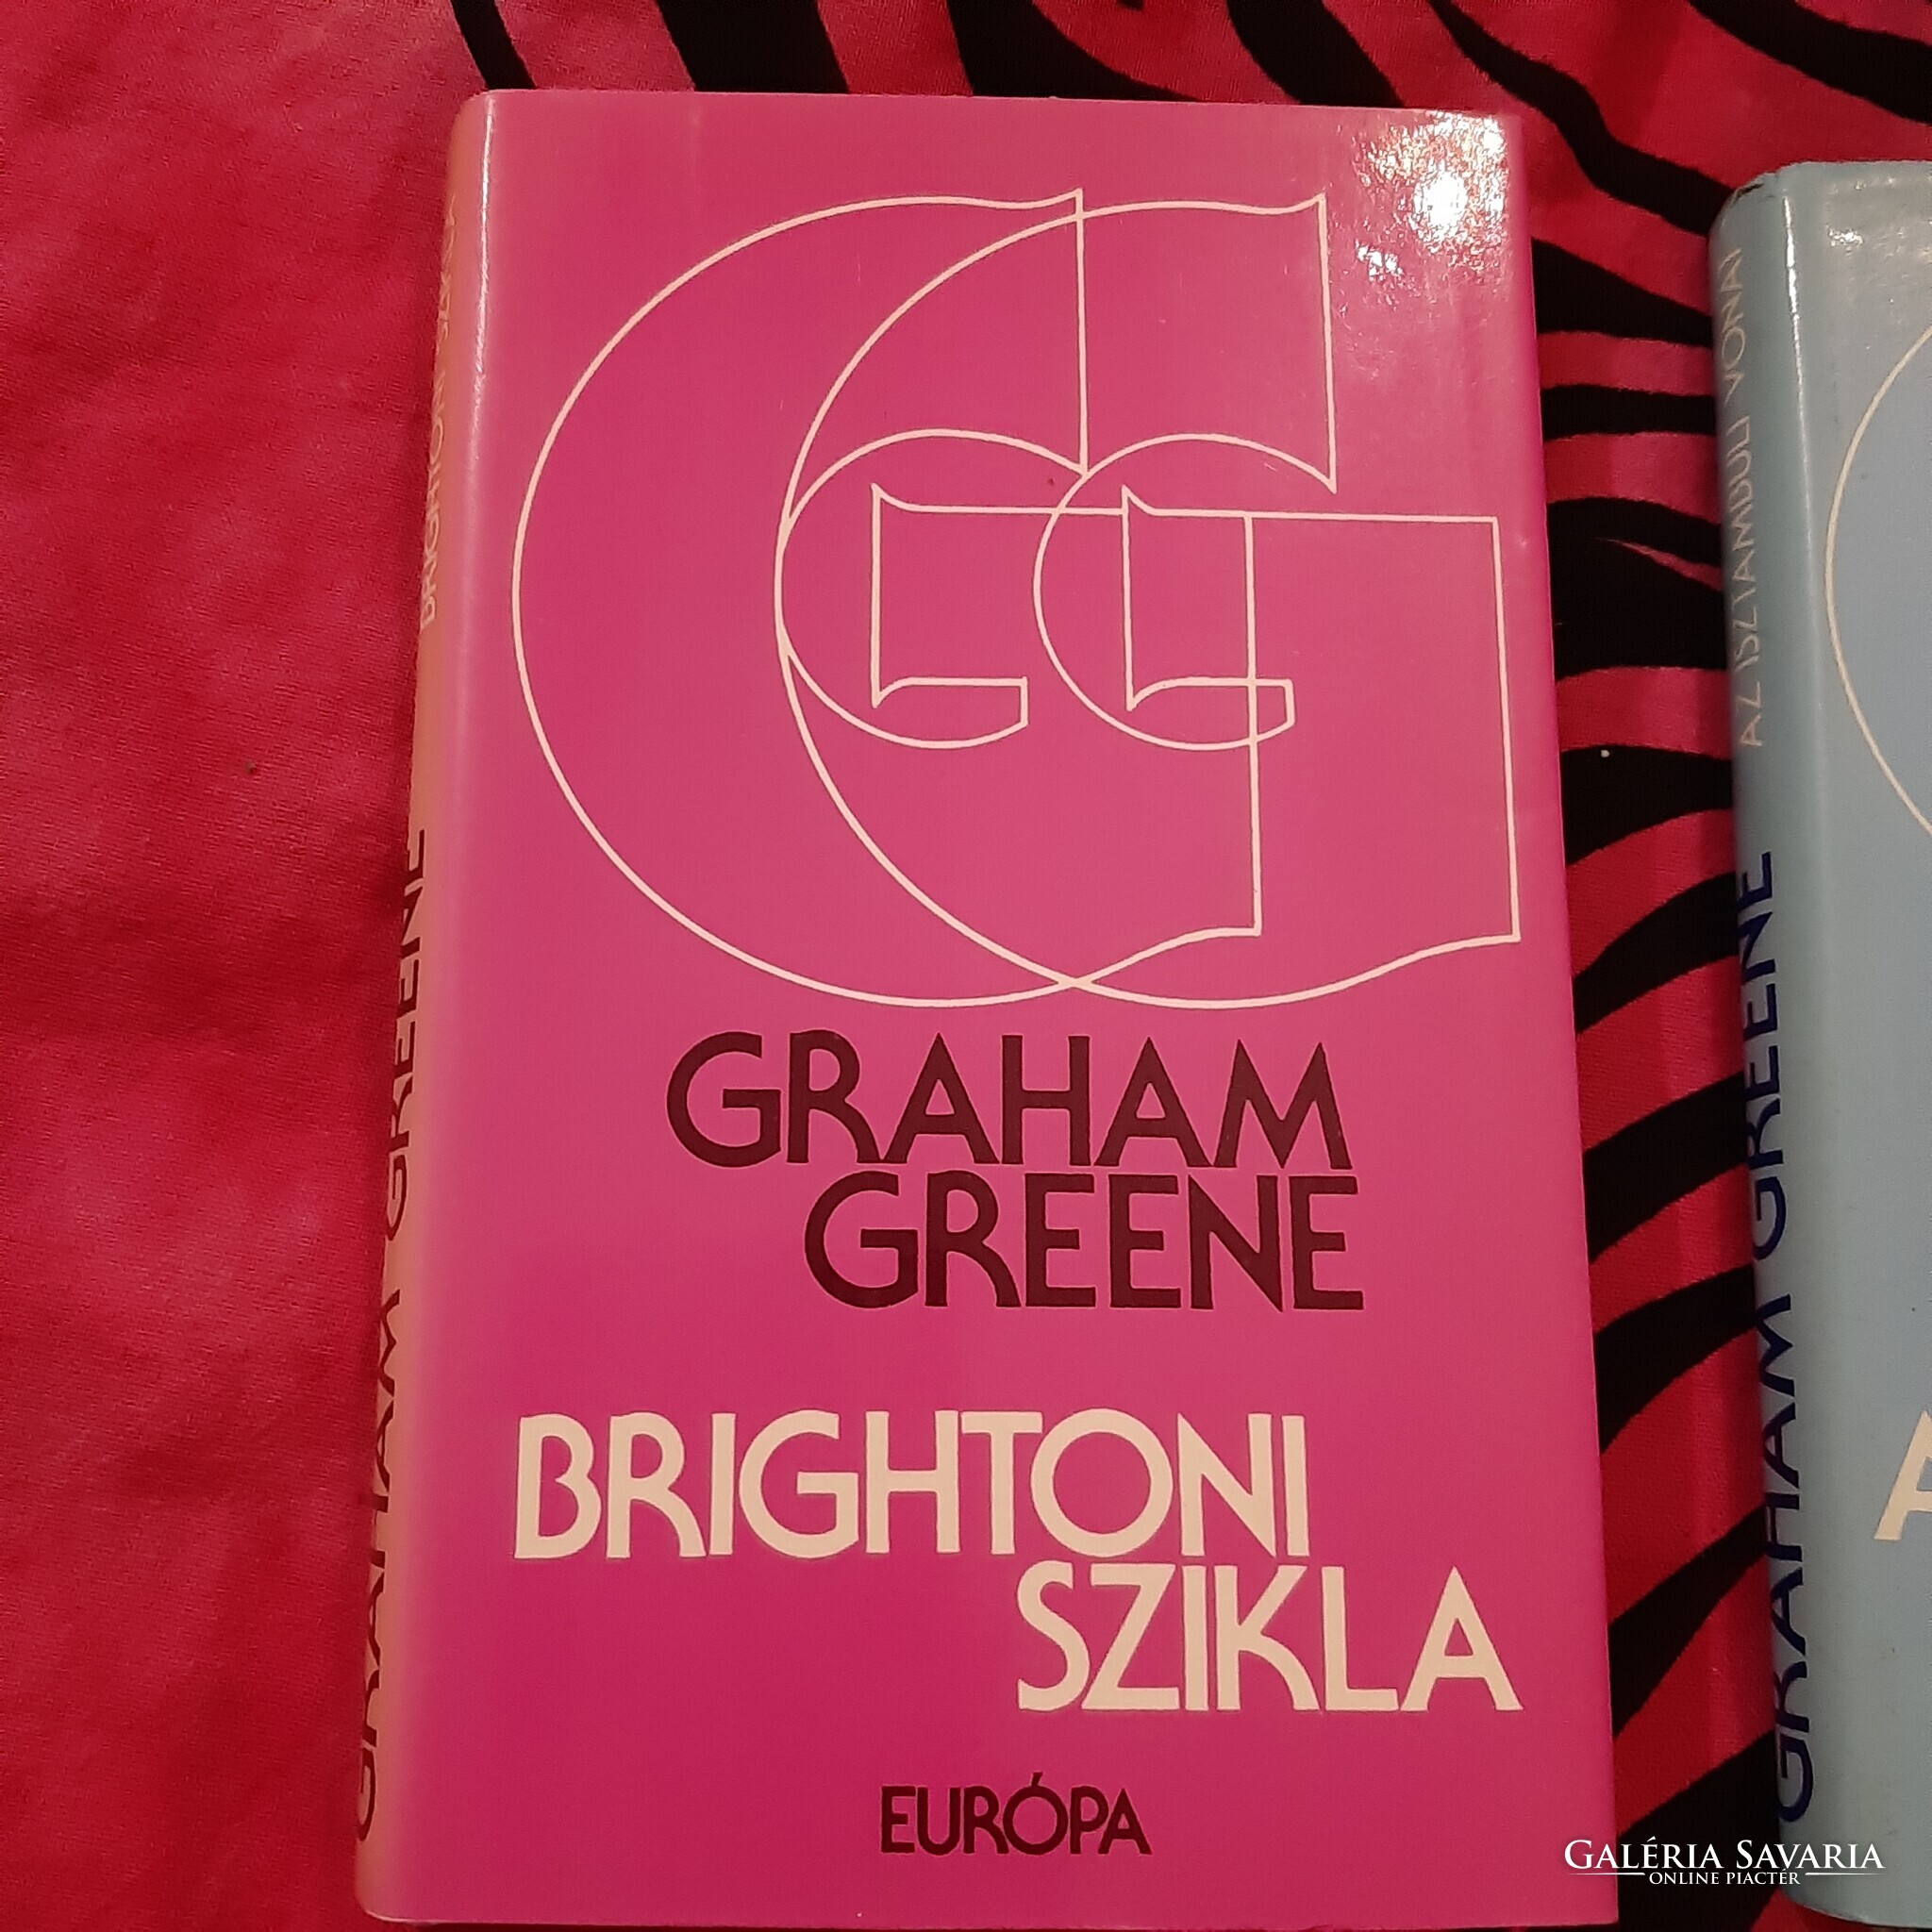 GRAHAM
GREENE
BRIGHTONI
SZIKLA
EURÓPA
GRAHAM GREENE BRIGHTONI SZIKLA
GRAHAM GREENE AZ ISZTAMBULI VONAT
A
GALÉRIA SAVARIA
ONLINE PIACTÉR